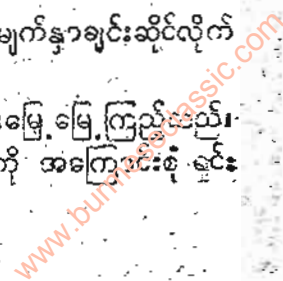 မျက်နှာချင်းဆိုင်လိုက်
မြေ့မြေ့ကြည့်သည်။
ကို အကြောင်းစုံ ရှင်း
www.burmeseclassic.com